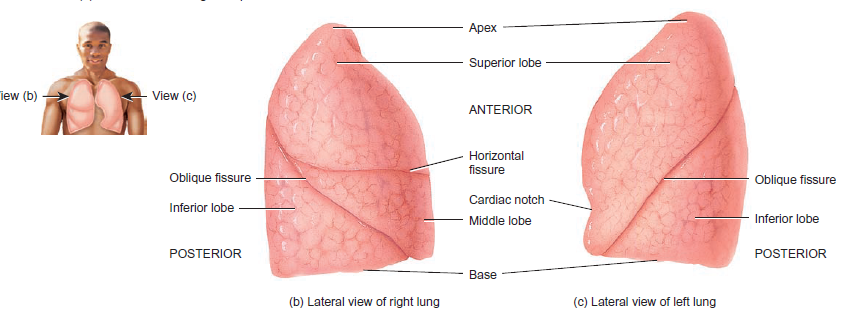 View (c)
Apex
Superior lobe
ANTERIOR
Horizontal
fissure
Oblique fissure
Cardiac notch
Oblique fissure
Inferior lobe
Middle lobe
Inferior lobe
POSTERIOR
POSTERIOR
Base
(b) Lateral view of right lung
(c) Lateral view of left lung